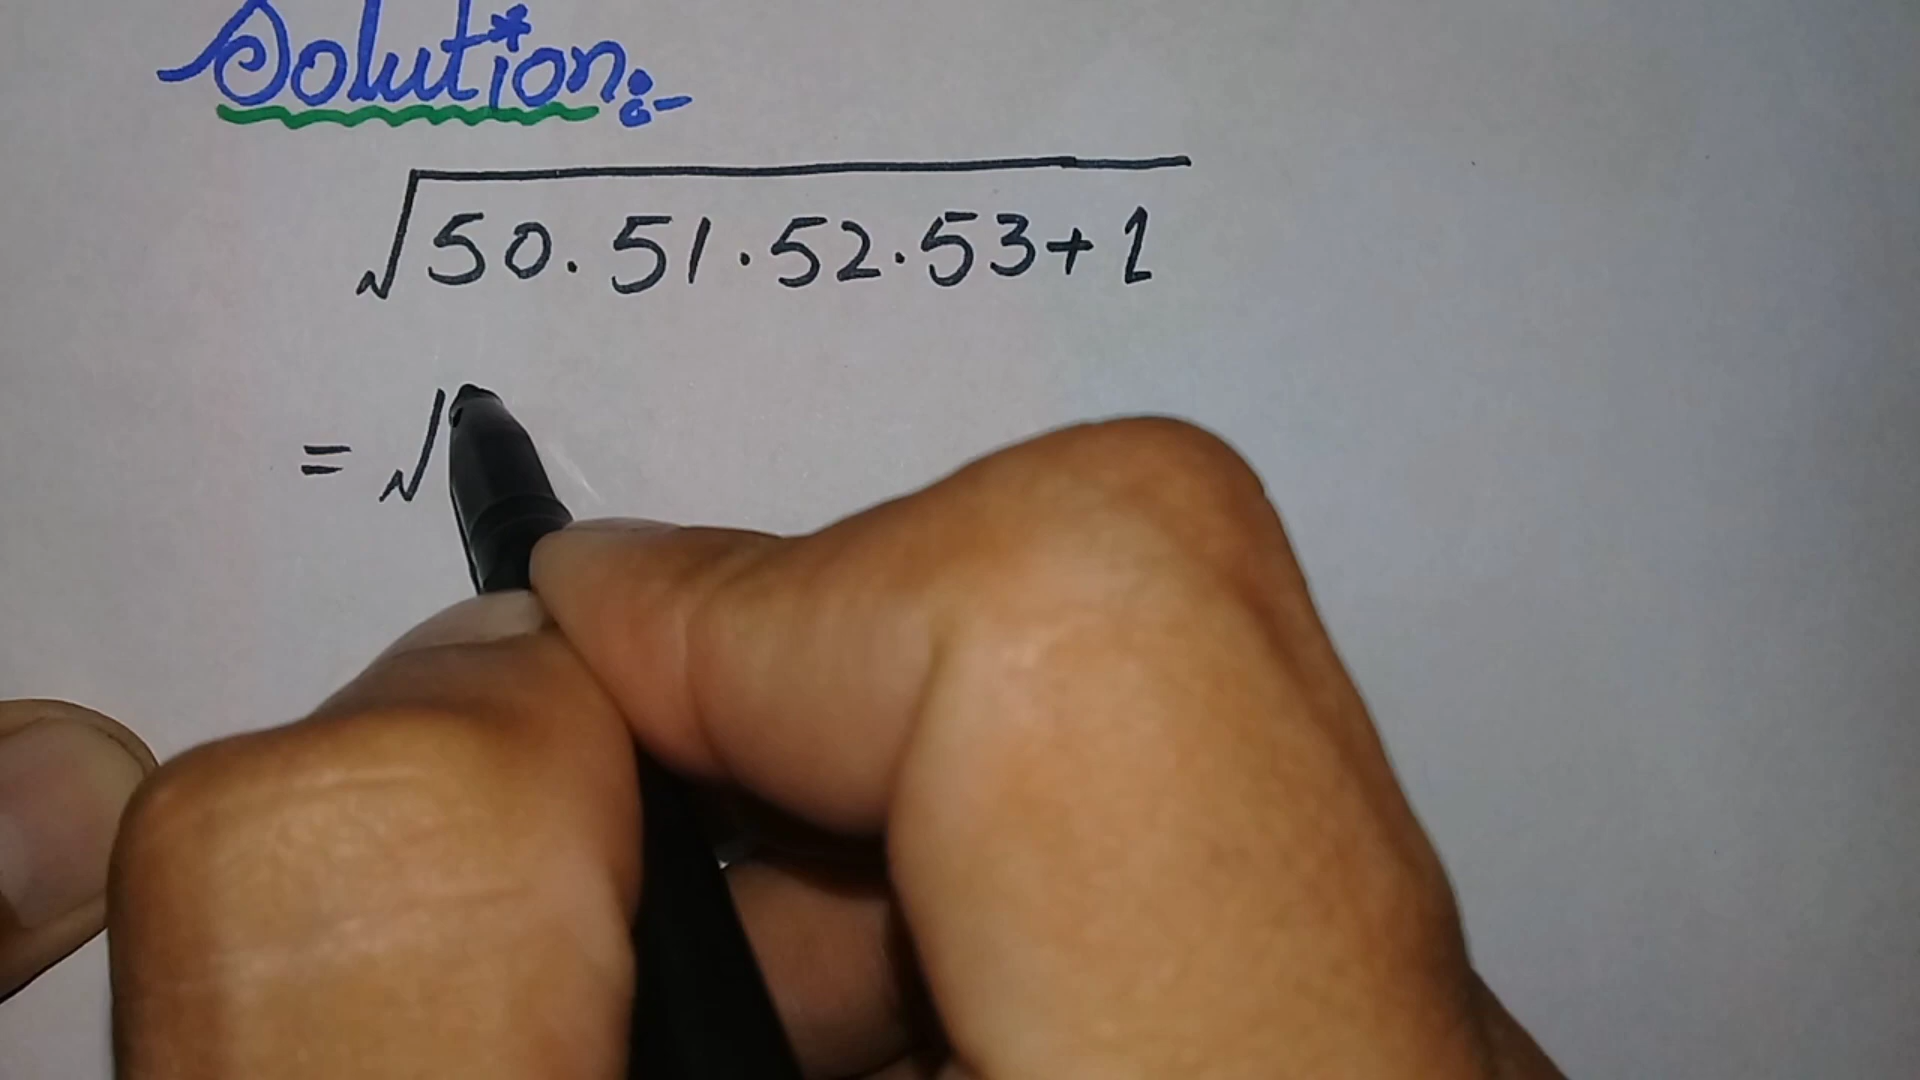 Solution:-
√50.51.52.53+1
= √